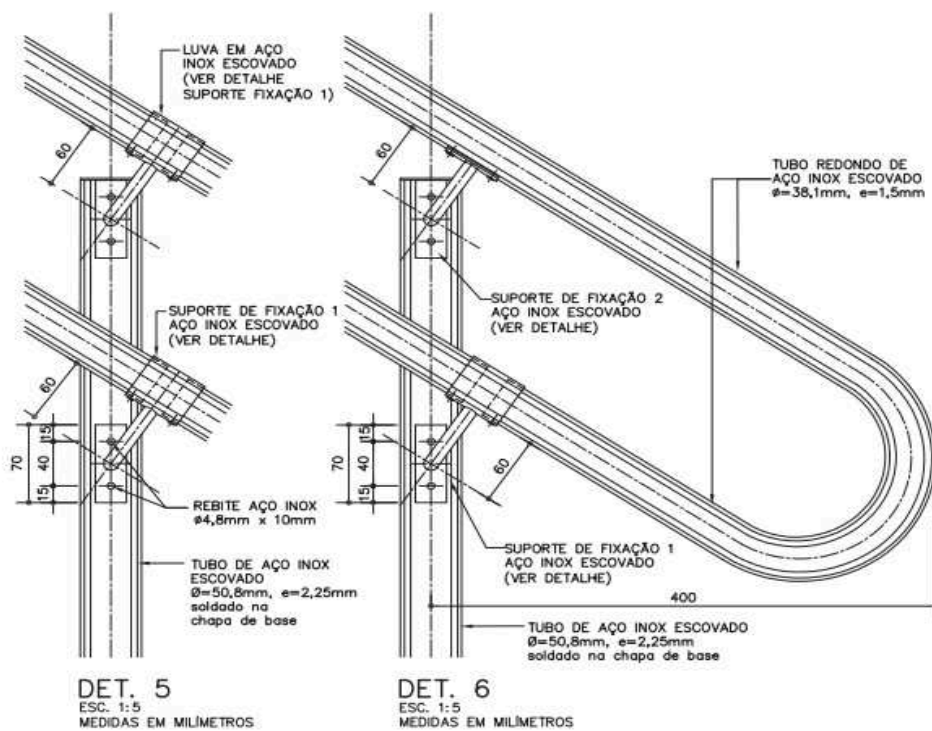 LUVA EM AÇO
INOX ESCOVADO
(VER DETALHE
SUPORTE FIXAÇÃO 1)
60
SUPORTE DE FIXAÇÃO 1
AÇO INOX ESCOVADO
(VER DETALHE)
60
15
70
40
15
REBITE AÇO INOX
ø4,8mm x 10mm
TUBO DE AÇO INOX
ESCOVADO
Ø=50,8mm, e=2,25mm
soldado na
chapa de base
DET. 5
ESC. 1:5
MEDIDAS EM MILÍMETROS
60
TUBO REDONDO DE
AÇO INOX ESCOVADO
ø=38,1mm, e=1,5mm
SUPORTE DE FIXAÇÃO 2
AÇO INOX ESCOVADO
(VER DETALHE)
15
70
40
15
60
SUPORTE DE FIXAÇÃO 1
AÇO INOX ESCOVADO
(VER DETALHE)
400
TUBO DE AÇO INOX ESCOVADO
Ø=50,8mm, e=2,25mm
soldado na chapa de base
DET. 6
ESC. 1:5
MEDIDAS EM MILÍMETROS